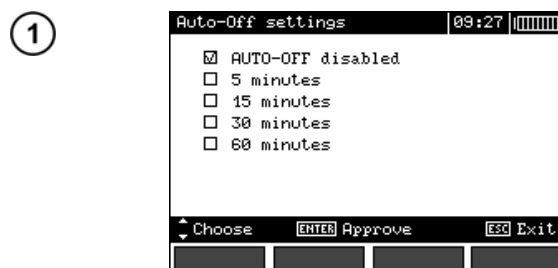 1
Auto-Off settings 09:27
AUTO-OFF disabled
5 minutes
15 minutes
30 minutes
60 minutes
Choose ENTER Approve ESC Exit